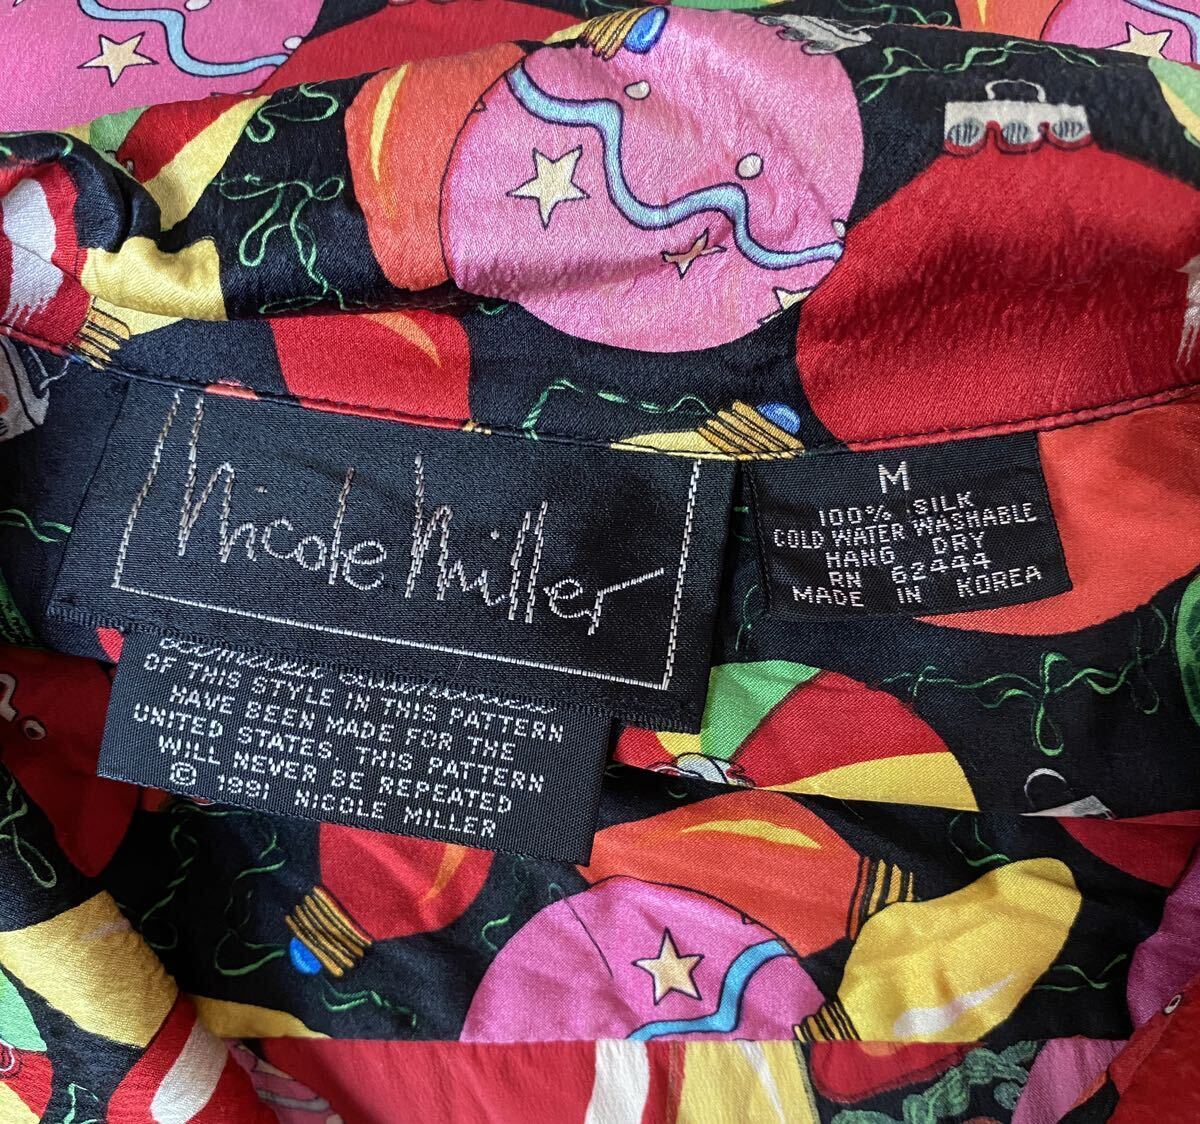 Nicole Miller
M
100% SILK
COLD WATER WASHABLE
HANG DRY
RN 62444
MADE IN KOREA
OF THIS STYLE IN THIS PATTERN
HAVE BEEN MADE FOR THE
UNITED STATES. THIS PATTERN
WILL NEVER BE REPEATED
© 1991 NICOLE MILLER